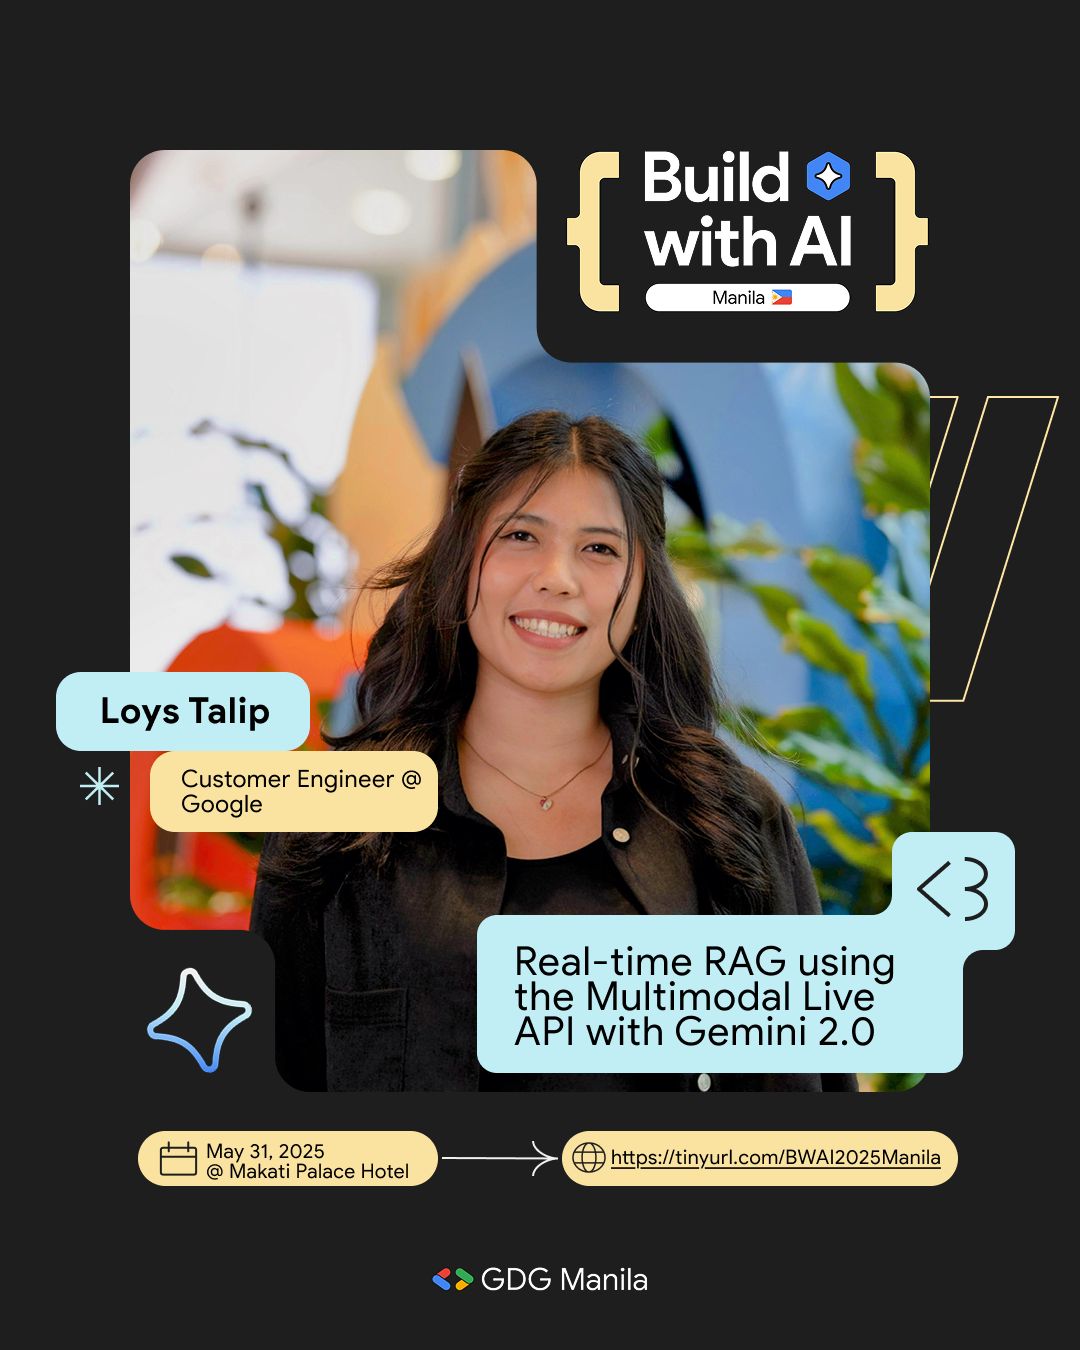 Build
with AI
Manila
Loys Talip
Customer Engineer @
Google
<3
Real-time RAG using
the Multimodal Live
API with Gemini 2.0
May 31, 2025
@ Makati Palace Hotel
https://tinyurl.com/BWAI2025Manila
GDG Manila